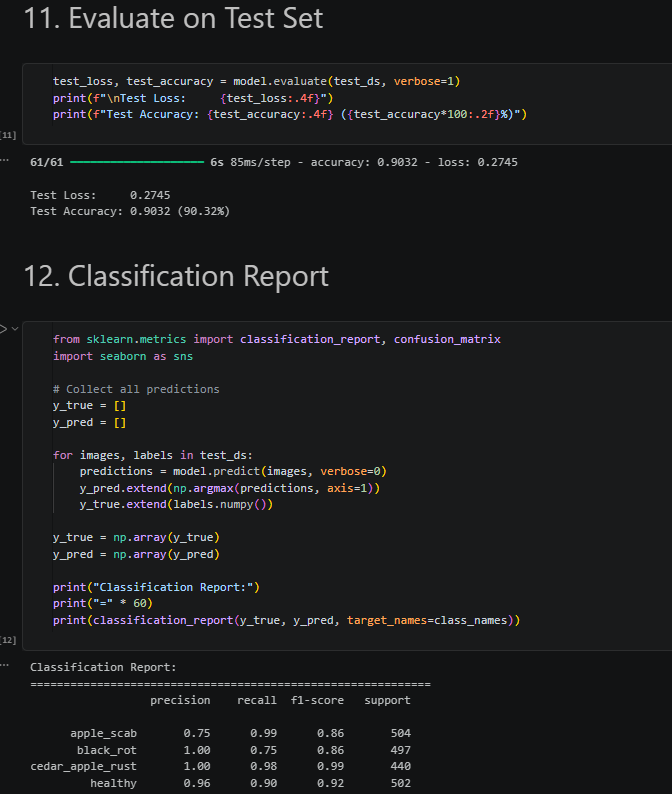 11. Evaluate on Test Set
test_loss, test_accuracy = model.evaluate(test_ds, verbose=1)
print(f"\nTest Loss:     {test_loss:.4f}")
print(f"Test Accuracy: {test_accuracy:.4f} ({test_accuracy*100:.2f}%)")
[11]
...
61/61 ━━━━━━━━━━━━━━━━━━━━ 6s 85ms/step - accuracy: 0.9032 - loss: 0.2745
Test Loss:     0.2745
Test Accuracy: 0.9032 (90.32%)
12. Classification Report
from sklearn.metrics import classification_report, confusion_matrix
import seaborn as sns
# Collect all predictions
y_true = []
y_pred = []
for images, labels in test_ds:
    predictions = model.predict(images, verbose=0)
    y_pred.extend(np.argmax(predictions, axis=1))
    y_true.extend(labels.numpy())
y_true = np.array(y_true)
y_pred = np.array(y_pred)
print("Classification Report:")
print("=" * 60)
print(classification_report(y_true, y_pred, target_names=class_names))
[12]
...
Classification Report:
============================================================
precision    recall  f1-score   support
apple_scab       0.75      0.99      0.86       504
black_rot       1.00      0.75      0.86       497
cedar_apple_rust       1.00      0.98      0.99       440
healthy       0.96      0.90      0.92       502